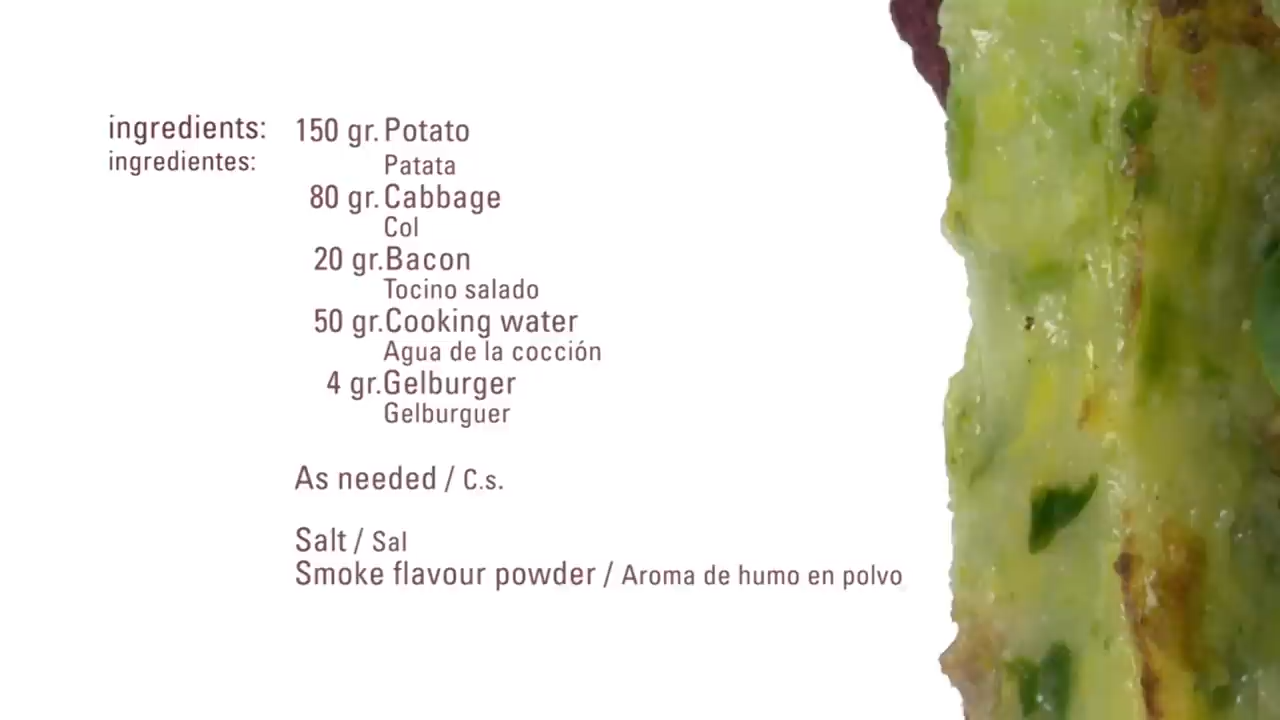 ingredients: 150 gr. Potato
ingredientes: Patata
80 gr. Cabbage
Col
20 gr. Bacon
Tocino salado
50 gr. Cooking water
Agua de la cocción
4 gr. Gelburger
Gelburguer
As needed / C.s.
Salt / Sal
Smoke flavour powder / Aroma de humo en polvo